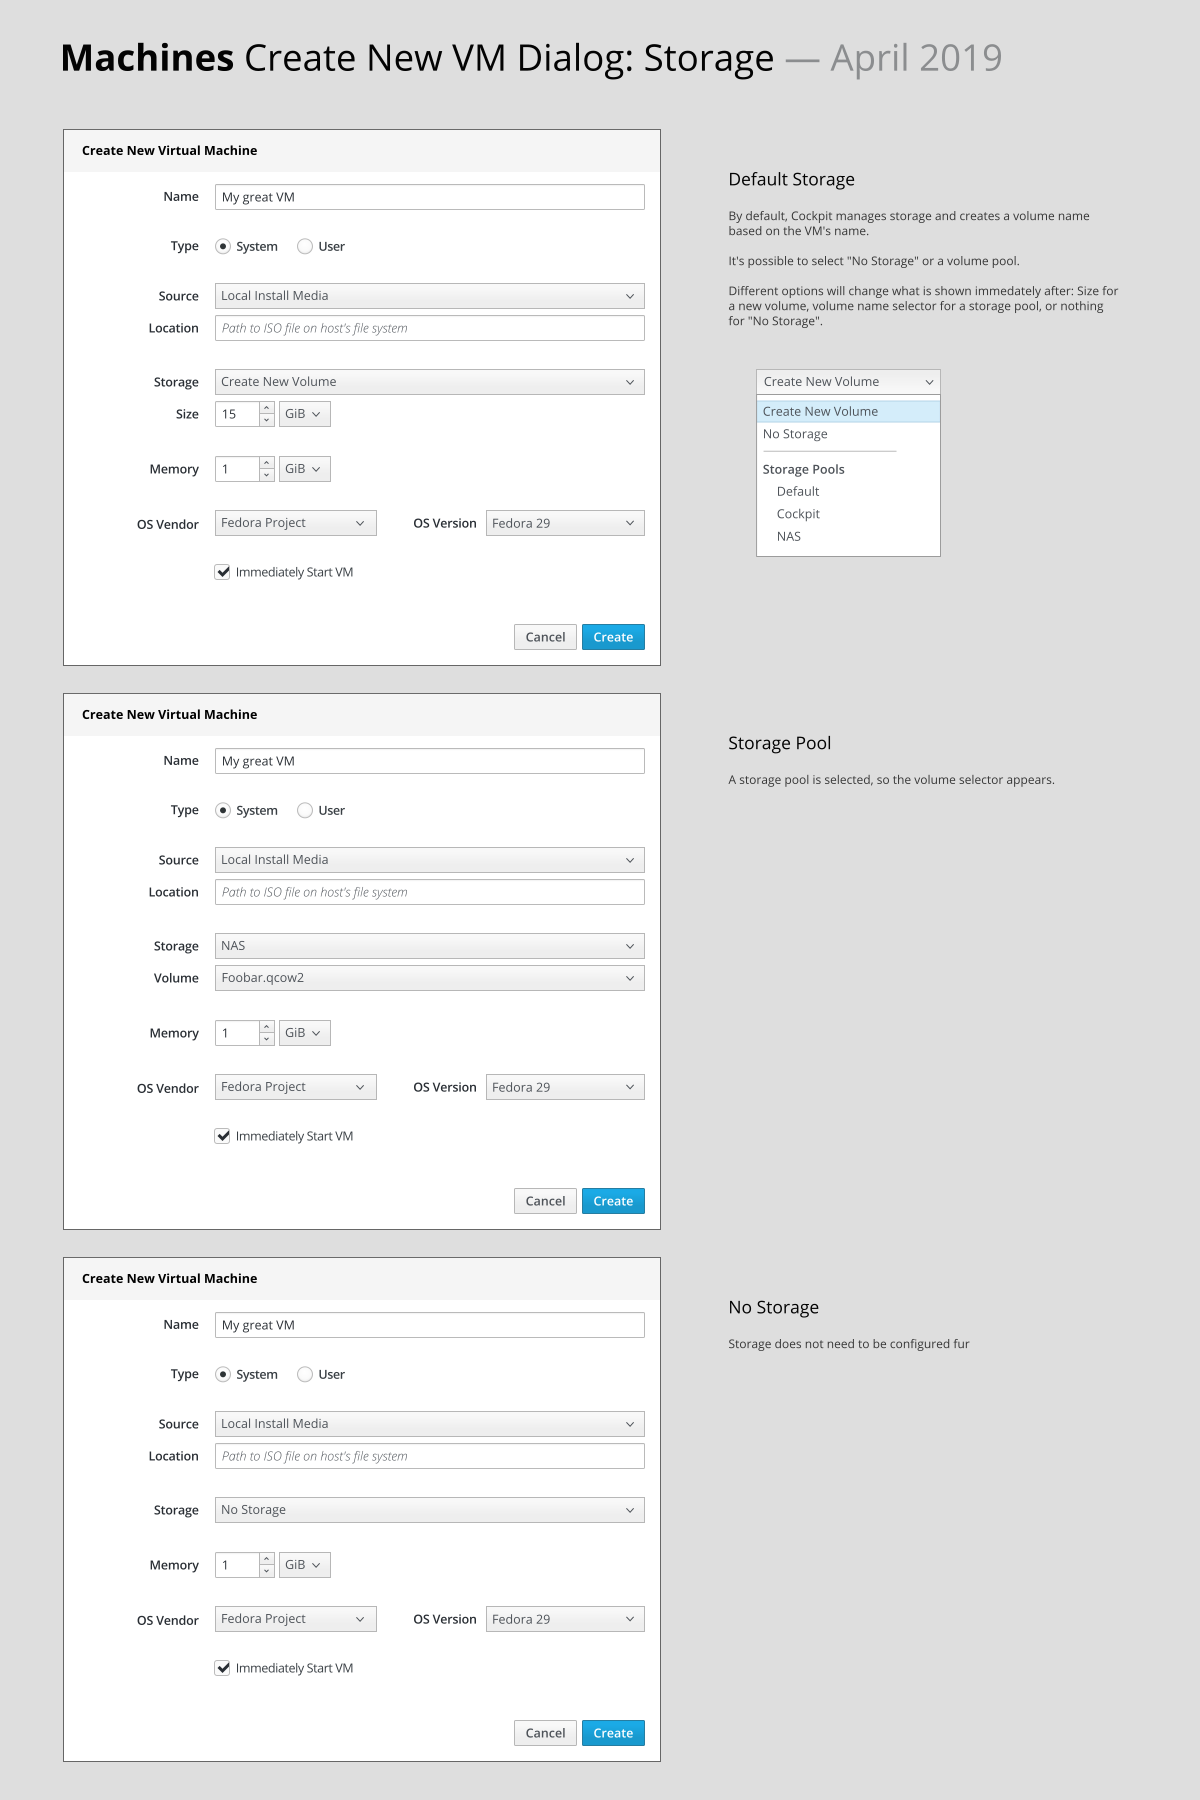 Machines Create New VM Dialog: Storage — April 2019
Create New Virtual Machine
Name My great VM
Type System User
Source Local Install Media
Location Path to ISO file on host's file system
Storage Create New Volume
Size 15 GiB
Memory 1 GiB
OS Vendor Fedora Project OS Version Fedora 29
Immediately Start VM
Cancel Create
Default Storage
By default, Cockpit manages storage and creates a volume name
based on the VM's name.
It's possible to select "No Storage" or a volume pool.
Different options will change what is shown immediately after: Size for
a new volume, volume name selector for a storage pool, or nothing
for "No Storage".
Create New Volume
Create New Volume
No Storage
Storage Pools
Default
Cockpit
NAS
Create New Virtual Machine
Name My great VM
Type System User
Source Local Install Media
Location Path to ISO file on host's file system
Storage NAS
Volume Foobar.qcow2
Memory 1 GiB
OS Vendor Fedora Project OS Version Fedora 29
Immediately Start VM
Cancel Create
Storage Pool
A storage pool is selected, so the volume selector appears.
Create New Virtual Machine
Name My great VM
Type System User
Source Local Install Media
Location Path to ISO file on host's file system
Storage No Storage
Memory 1 GiB
OS Vendor Fedora Project OS Version Fedora 29
Immediately Start VM
Cancel Create
No Storage
Storage does not need to be configured fur